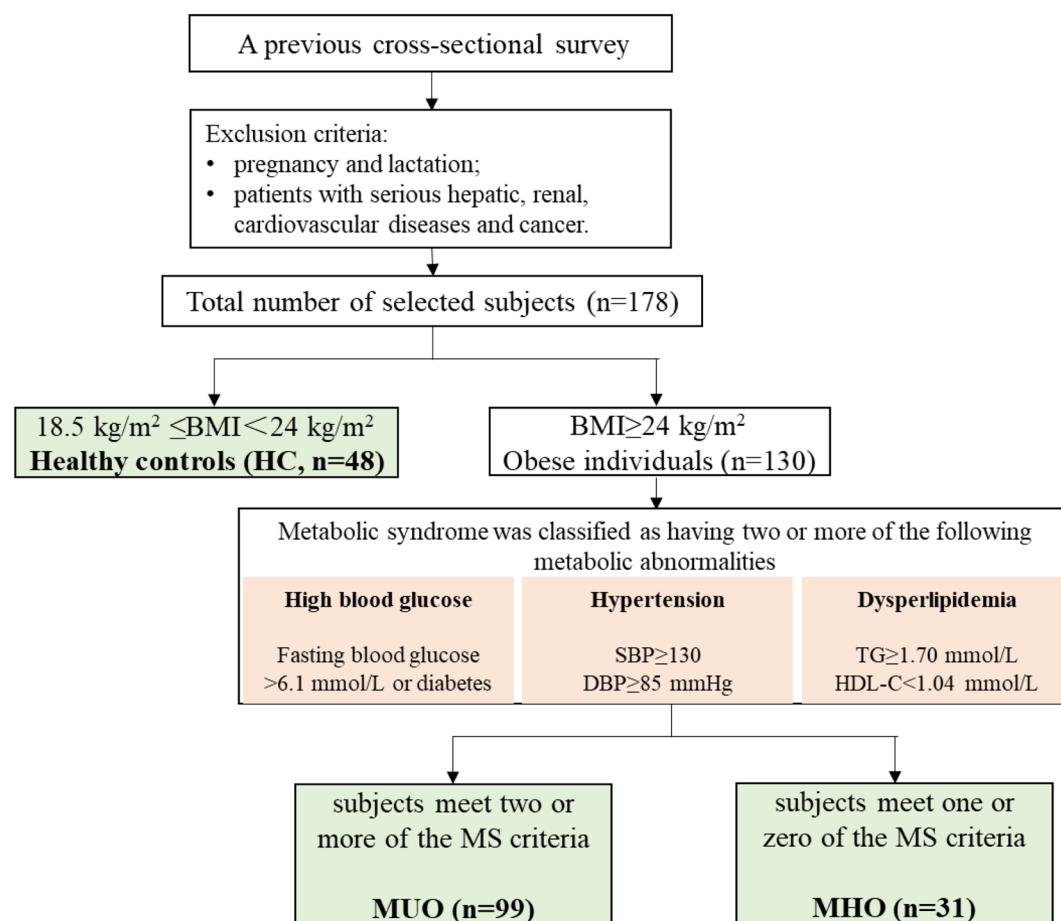 A previous cross-sectional survey
Exclusion criteria:
• pregnancy and lactation;
• patients with serious hepatic, renal,
cardiovascular diseases and cancer.
Total number of selected subjects (n=178)
18.5 kg/m² ≤BMI<24 kg/m²
Healthy controls (HC, n=48)
BMI≥24 kg/m²
Obese individuals (n=130)
Metabolic syndrome was classified as having two or more of the following
metabolic abnormalities
High blood glucose
Fasting blood glucose
>6.1 mmol/L or diabetes
Hypertension
SBP≥130
DBP≥85 mmHg
Dysperlipidemia
TG≥1.70 mmol/L
HDL-C<1.04 mmol/L
subjects meet two or
more of the MS criteria
MUO (n=99)
subjects meet one or
zero of the MS criteria
MHO (n=31)